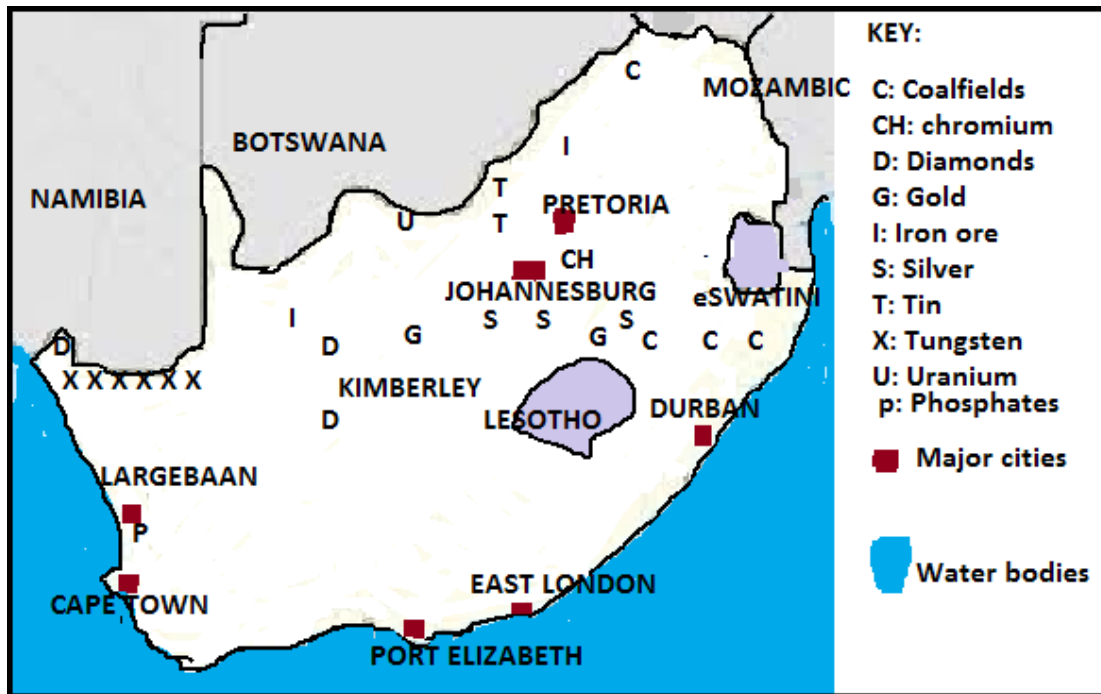 KEY:
C
MOZAMBIC
C: Coalfields
CH: chromium
BOTSWANA
I
D: Diamonds
NAMIBIA
T
PRETORIA
G: Gold
U
T
I: Iron ore
CH
S: Silver
JOHANNESBURG
eSWATINI
T: Tin
I
S
S
S
G
G
C
C
C
X: Tungsten
D
D
X X X X X X
KIMBERLEY
U: Uranium
p: Phosphates
D
LESOTHO
DURBAN
Major cities
LARGEBAAN
P
Water bodies
CAPE TOWN
EAST LONDON
PORT ELIZABETH